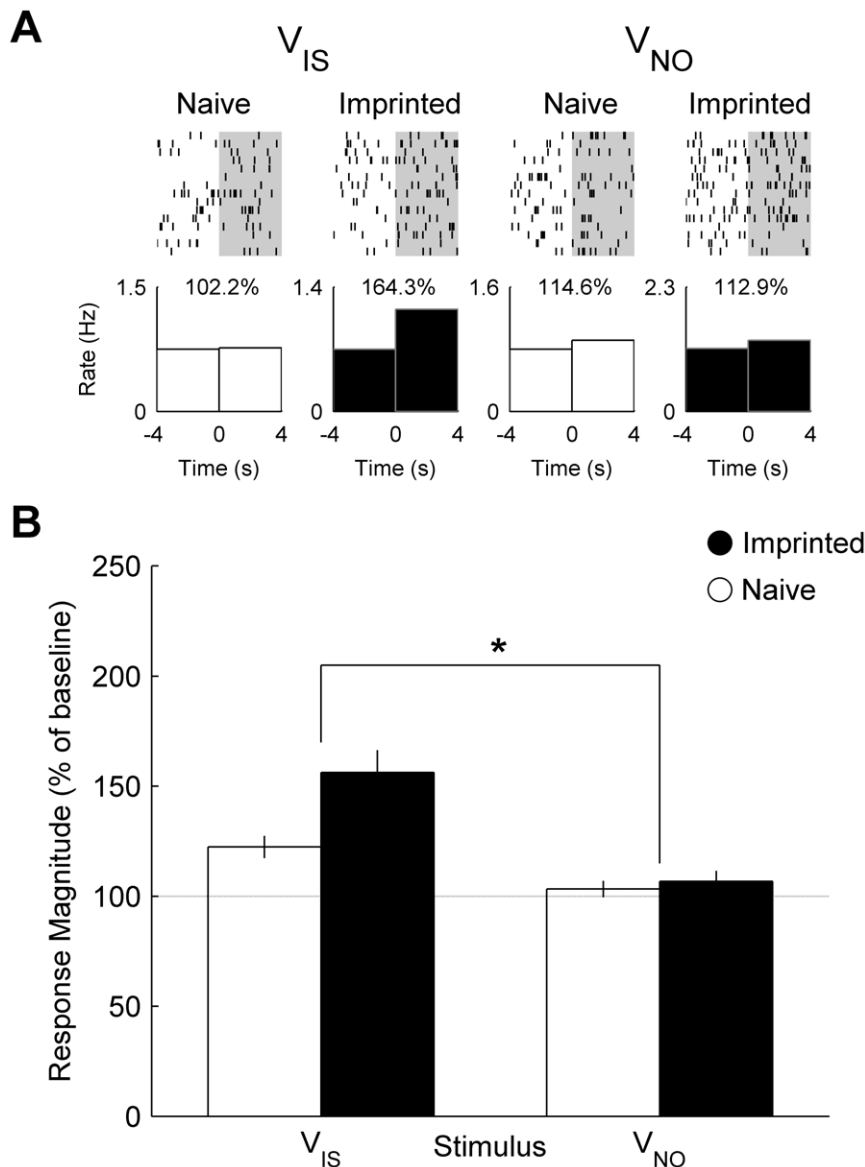 A
V_IS V_NO
Naive Imprinted Naive Imprinted
1.5 102.2% 1.4 164.3% 1.6 114.6% 2.3 112.9%
Rate (Hz)
0 0 0 0
-4 0 4 -4 0 4 -4 0 4 -4 0 4
Time (s) Time (s) Time (s) Time (s)
B
Imprinted
Naive
250
*
200
150
100
50
0
Response Magnitude (% of baseline)
V_IS Stimulus V_NO